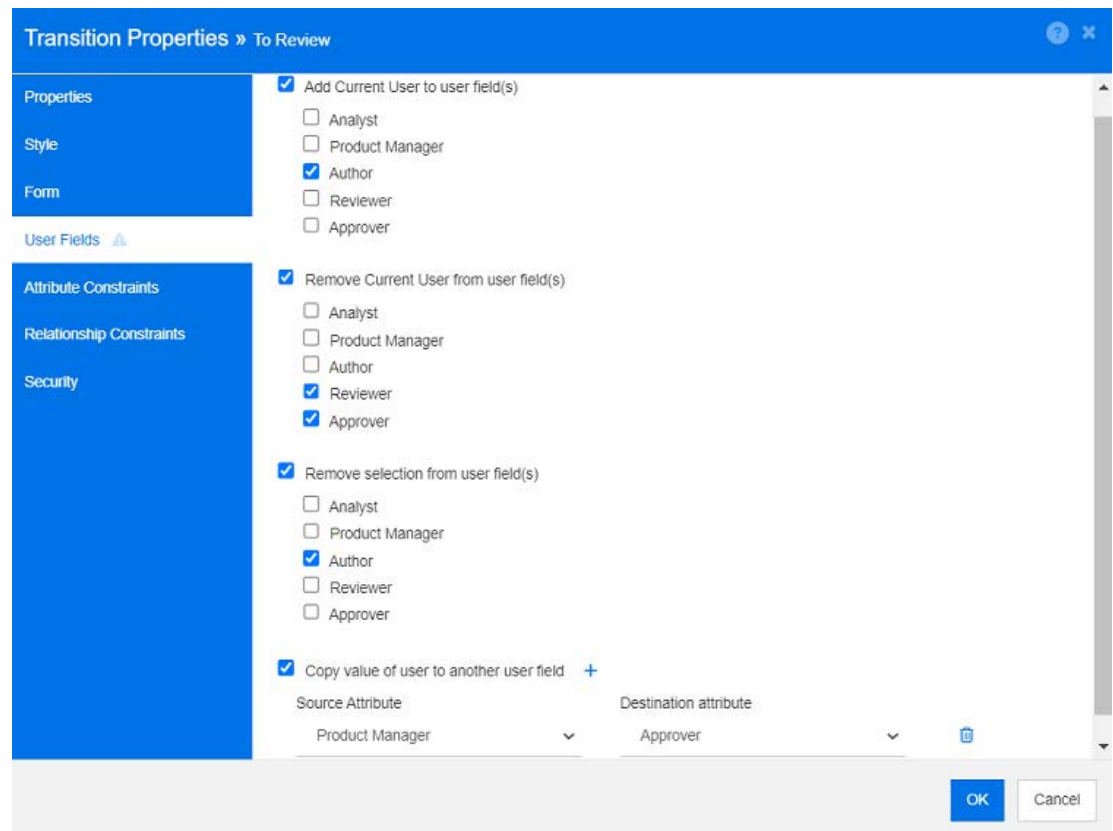 Transition Properties » To Review
Properties
Style
Form
User Fields
Attribute Constraints
Relationship Constraints
Security
Add Current User to user field(s)
Analyst
Product Manager
Author
Reviewer
Approver
Remove Current User from user field(s)
Analyst
Product Manager
Author
Reviewer
Approver
Remove selection from user field(s)
Analyst
Product Manager
Author
Reviewer
Approver
Copy value of user to another user field +
Source Attribute Destination attribute
Product Manager Approver
OK Cancel